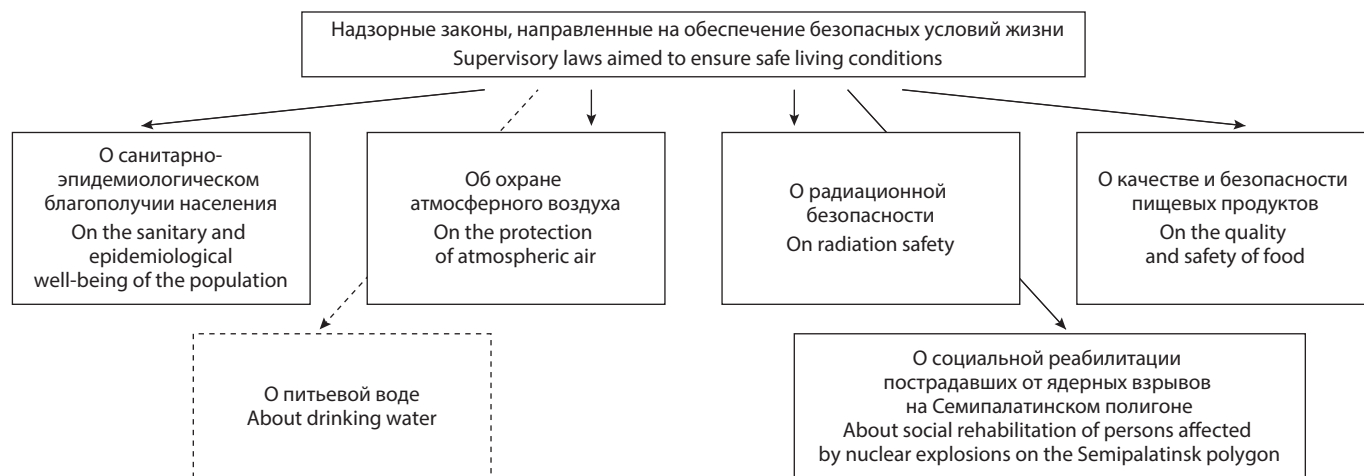 Надзорные законы, направленные на обеспечение безопасных условий жизни
Supervisory laws aimed to ensure safe living conditions
О санитарно-
эпидемиологическом
благополучии населения
On the sanitary and
epidemiological
well-being of the population
Об охране
атмосферного воздуха
On the protection
of atmospheric air
О радиационной
безопасности
On radiation safety
О качестве и безопасности
пищевых продуктов
On the quality
and safety of food
О питьевой воде
About drinking water
О социальной реабилитации
пострадавших от ядерных взрывов
на Семипалатинском полигоне
About social rehabilitation of persons affected
by nuclear explosions on the Semipalatinsk polygon